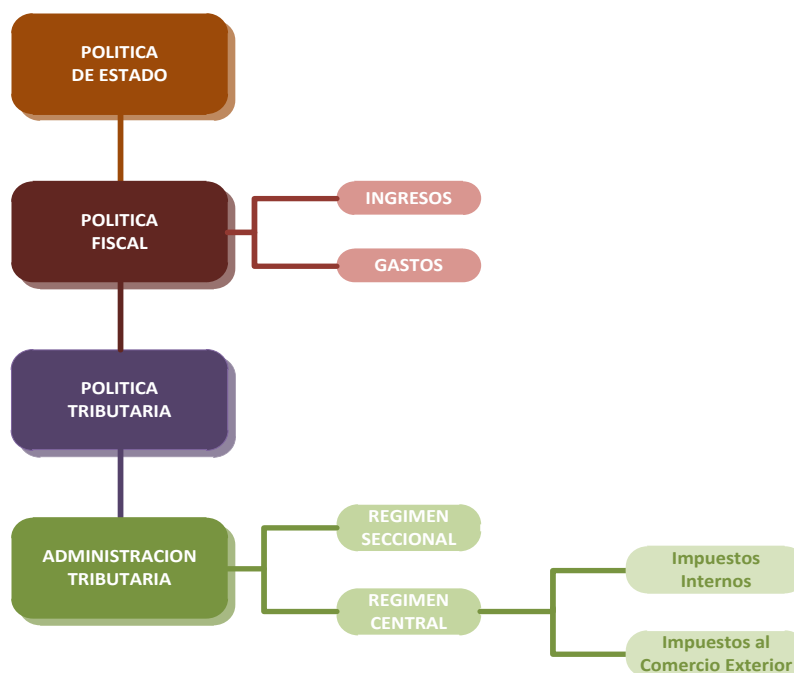 POLITICA
DE ESTADO
POLITICA
FISCAL
INGRESOS
GASTOS
POLITICA
TRIBUTARIA
ADMINISTRACION
TRIBUTARIA
REGIMEN
SECCIONAL
REGIMEN
CENTRAL
Impuestos
Internos
Impuestos al
Comercio Exterior